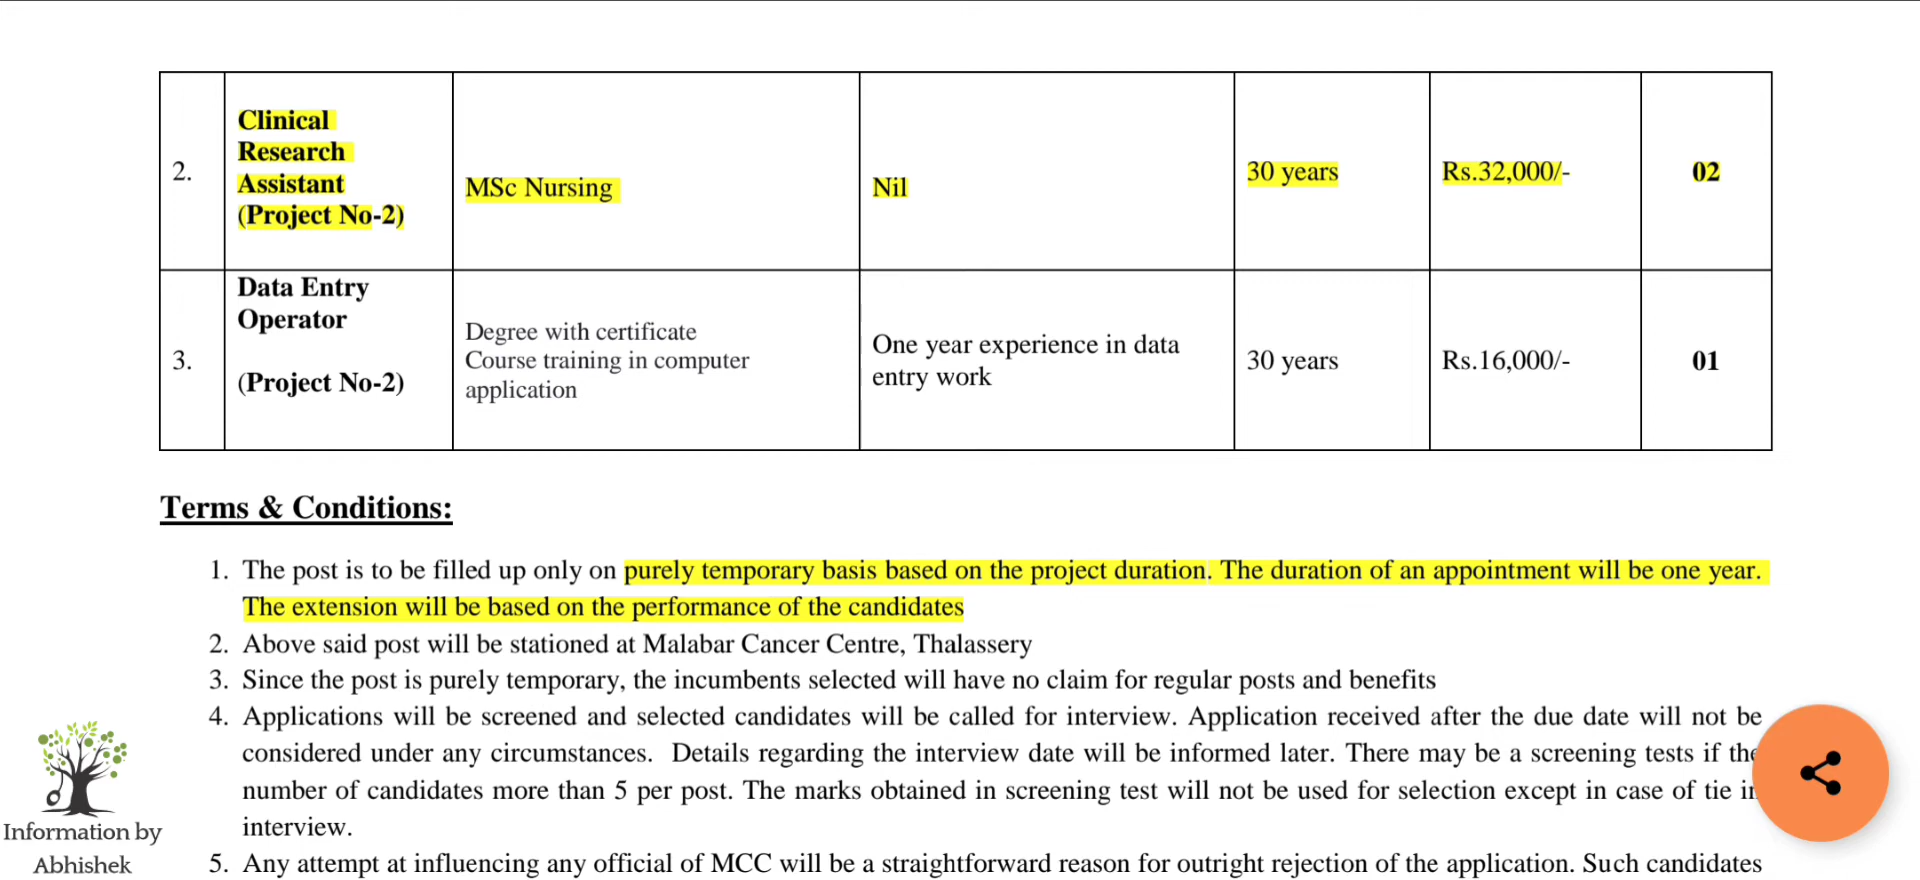 2.
Clinical
Research
Assistant
(Project No-2)
MSc Nursing
Nil
30 years
Rs.32,000/-
02
3.
Data Entry
Operator
(Project No-2)
Degree with certificate
Course training in computer
application
One year experience in data
entry work
30 years
Rs.16,000/-
01
Terms & Conditions:
1. The post is to be filled up only on purely temporary basis based on the project duration. The duration of an appointment will be one year.
The extension will be based on the performance of the candidates
2. Above said post will be stationed at Malabar Cancer Centre, Thalassery
3. Since the post is purely temporary, the incumbents selected will have no claim for regular posts and benefits
4. Applications will be screened and selected candidates will be called for interview. Application received after the due date will not be
considered under any circumstances. Details regarding the interview date will be informed later. There may be a screening tests if the
number of candidates more than 5 per post. The marks obtained in screening test will not be used for selection except in case of tie in
interview.
5. Any attempt at influencing any official of MCC will be a straightforward reason for outright rejection of the application. Such candidates
Information by
Abhishek